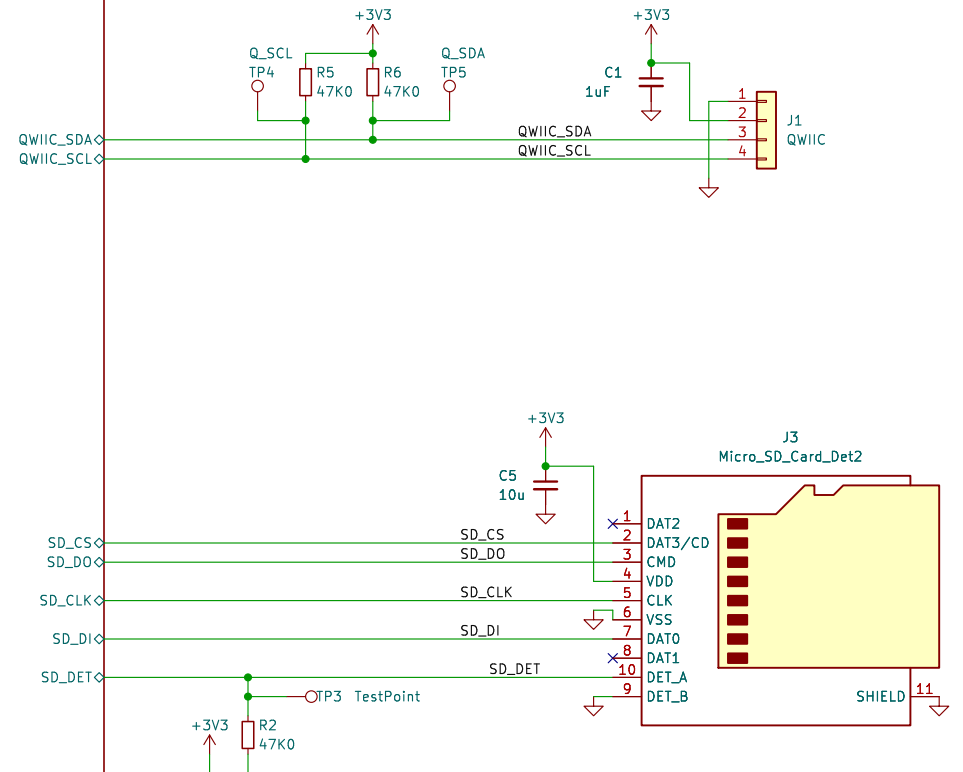 +3V3
+3V3
Q_SCL
TP4
R5
47K0
R6
47K0
Q_SDA
TP5
C1
1uF
1
2
3
4
J1
QWIIC
QWIIC_SDA
QWIIC_SDA
QWIIC_SCL
QWIIC_SCL
+3V3
C5
10u
J3
Micro_SD_Card_Det2
1 DAT2
SD_CS
SD_CS
2 DAT3/CD
SD_DO
SD_DO
3 CMD
4 VDD
SD_CLK
SD_CLK
5 CLK
6 VSS
SD_DI
SD_DI
7 DAT0
8 DAT1
SD_DET
SD_DET
10 DET_A
9 DET_B
SHIELD 11
TP3 TestPoint
+3V3
R2
47K0